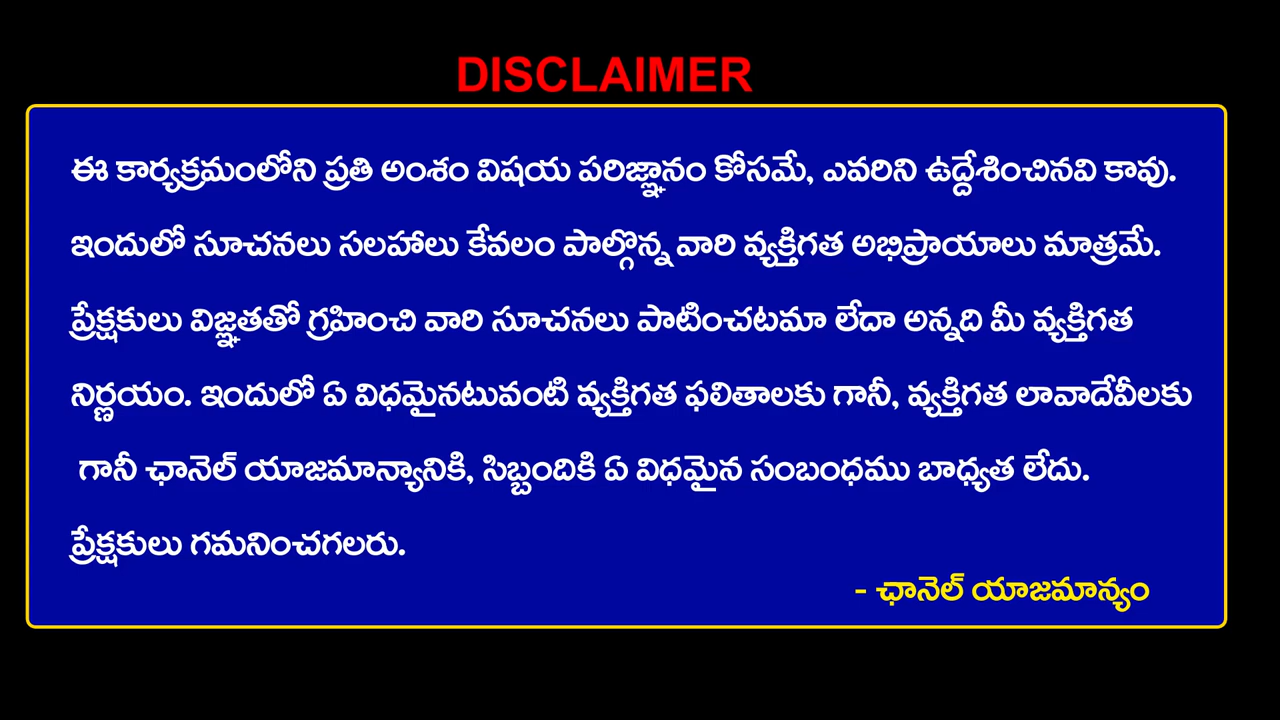 DISCLAIMER
ఈ కార్యక్రమంలోని ప్రతి అంశం విషయ పరిజ్ఞానం కోసమే, ఎవరిని ఉద్దేశించినవి కావు.
ఇందులో సూచనలు సలహాలు కేవలం పాల్గొన్న వారి వ్యక్తిగత అభిప్రాయాలు మాత్రమే.
ప్రేక్షకులు విజ్ఞతతో గ్రహించి వారి సూచనలు పాటించటమా లేదా అన్నది మీ వ్యక్తిగత
నిర్ణయం. ఇందులో ఏ విధమైనటువంటి వ్యక్తిగత ఫలితాలకు గానీ, వ్యక్తిగత లావాదేవీలకు
గానీ ఛానెల్ యాజమాన్యానికి, సిబ్బందికి ఏ విధమైన సంబంధము బాధ్యత లేదు.
ప్రేక్షకులు గమనించగలరు.
- ఛానెల్ యాజమాన్యం